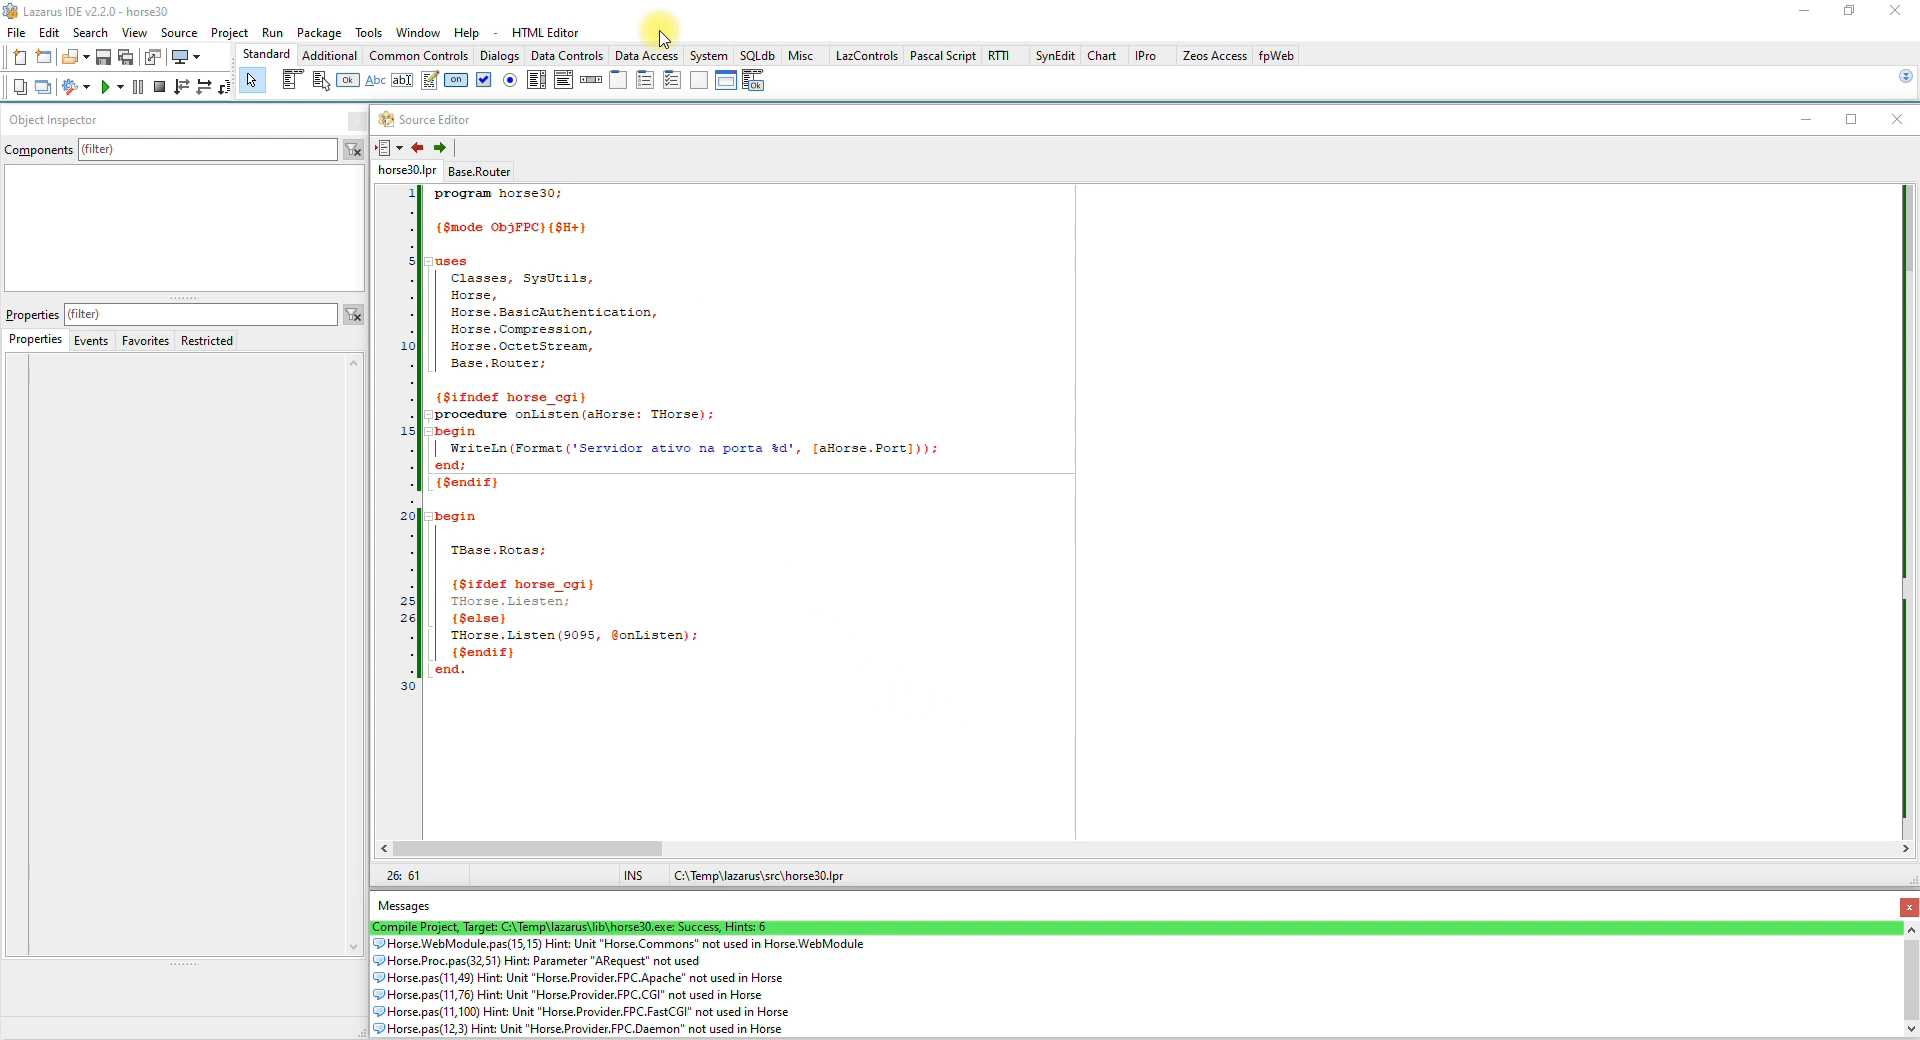 Lazarus IDE v2.2.0 - horse30
File Edit Search View Source Project Run Package Tools Window Help - HTML Editor
Standard Additional Common Controls Dialogs Data Controls Data Access System SQLdb Misc LazControls Pascal Script RTTI SynEdit Chart IPro Zeos Access fpWeb
Ok Abc abI on Ok
Object Inspector
Components (filter)
Properties (filter)
Properties Events Favorites Restricted
Source Editor
horse30.lpr Base.Router
1 program horse30;
{$mode ObjFPC}{$H+}
5 uses
Classes, SysUtils,
Horse,
Horse.BasicAuthentication,
Horse.Compression,
10 Horse.OctetStream,
Base.Router;
{$ifndef horse_cgi}
procedure onListen(aHorse: THorse);
15 begin
WriteLn(Format('Servidor ativo na porta %d', [aHorse.Port]));
end;
{$endif}
20 begin
TBase.Rotas;
{$ifdef horse_cgi}
25 THorse.Liesten;
26 {$else}
THorse.Listen(9095, @onListen);
{$endif}
end.
30
26: 61 INS C:\Temp\lazarus\src\horse30.lpr
Messages
Compile Project, Target: C:\Temp\lazarus\lib\horse30.exe: Success, Hints: 6
Horse.WebModule.pas(15,15) Hint: Unit "Horse.Commons" not used in Horse.WebModule
Horse.Proc.pas(32,51) Hint: Parameter "ARequest" not used
Horse.pas(11,49) Hint: Unit "Horse.Provider.FPC.Apache" not used in Horse
Horse.pas(11,76) Hint: Unit "Horse.Provider.FPC.CGI" not used in Horse
Horse.pas(11,100) Hint: Unit "Horse.Provider.FPC.FastCGI" not used in Horse
Horse.pas(12,3) Hint: Unit "Horse.Provider.FPC.Daemon" not used in Horse